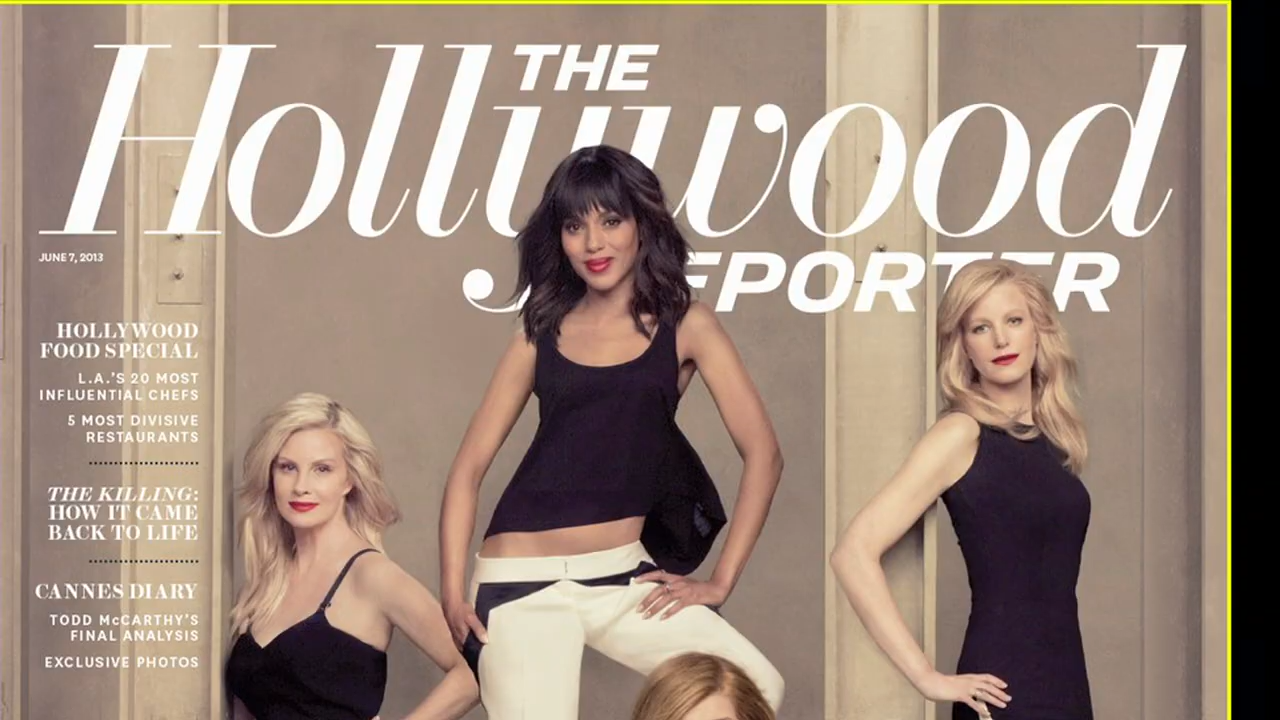 THE
Hollywood
REPORTER
JUNE 7, 2013
HOLLYWOOD
FOOD SPECIAL
L.A.'S 20 MOST
INFLUENTIAL CHEFS
5 MOST DIVISIVE
RESTAURANTS
THE KILLING:
HOW IT CAME
BACK TO LIFE
CANNES DIARY
TODD McCARTHY'S
FINAL ANALYSIS
EXCLUSIVE PHOTOS